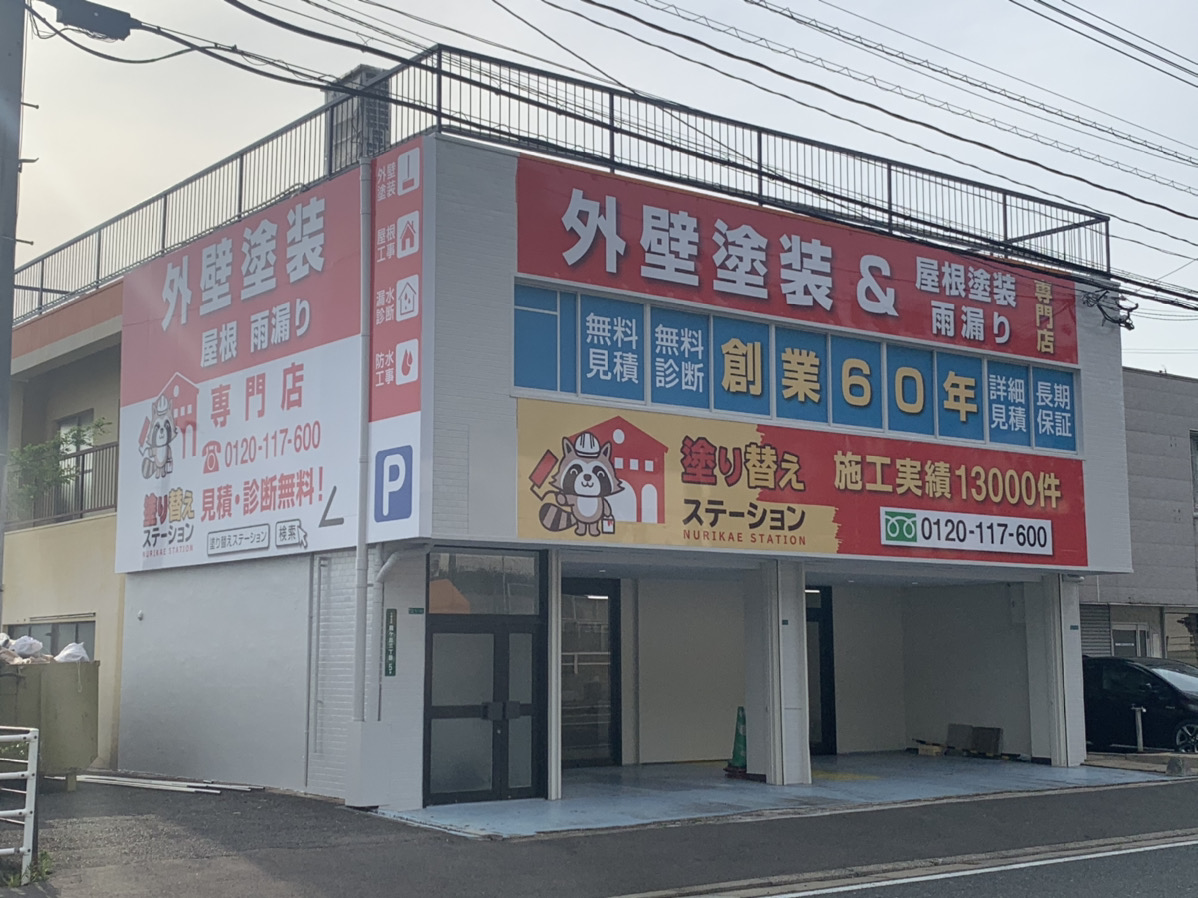 外壁塗装
屋根 雨漏り
専門店
0120-117-600
見積・診断無料!
塗り替え
ステーション
NURIKAE STATION
塗り替えステーション 検索
外壁
塗装
屋根
工事
漏水
診断
防水
工事
P
外壁塗装&屋根塗装
雨漏り
専門店
無料
見積
無料
診断
創業60年
詳細
見積
長期
保証
塗り替え
ステーション
NURIKAE STATION
施工実績13000件
0120-117-600